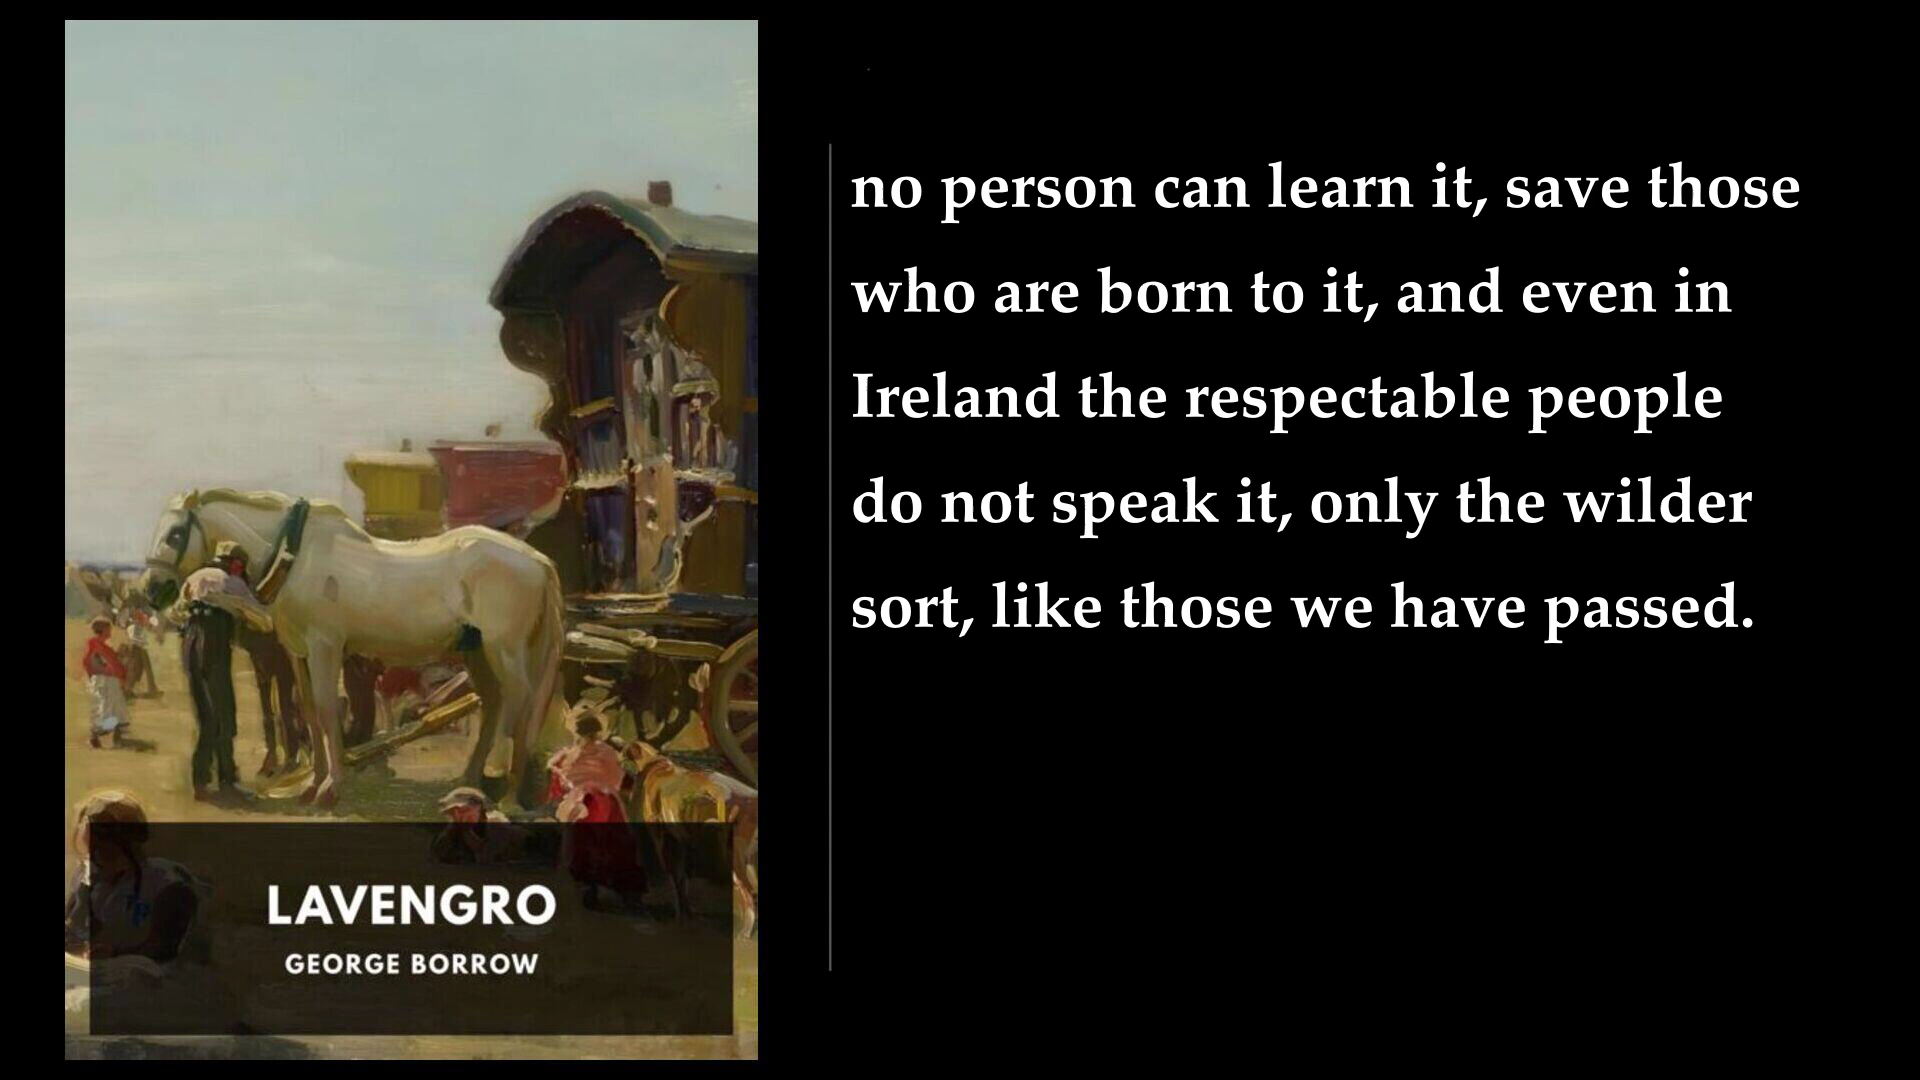 no person can learn it, save those
who are born to it, and even in
Ireland the respectable people
do not speak it, only the wilder
sort, like those we have passed.
LAVENGRO
GEORGE BORROW